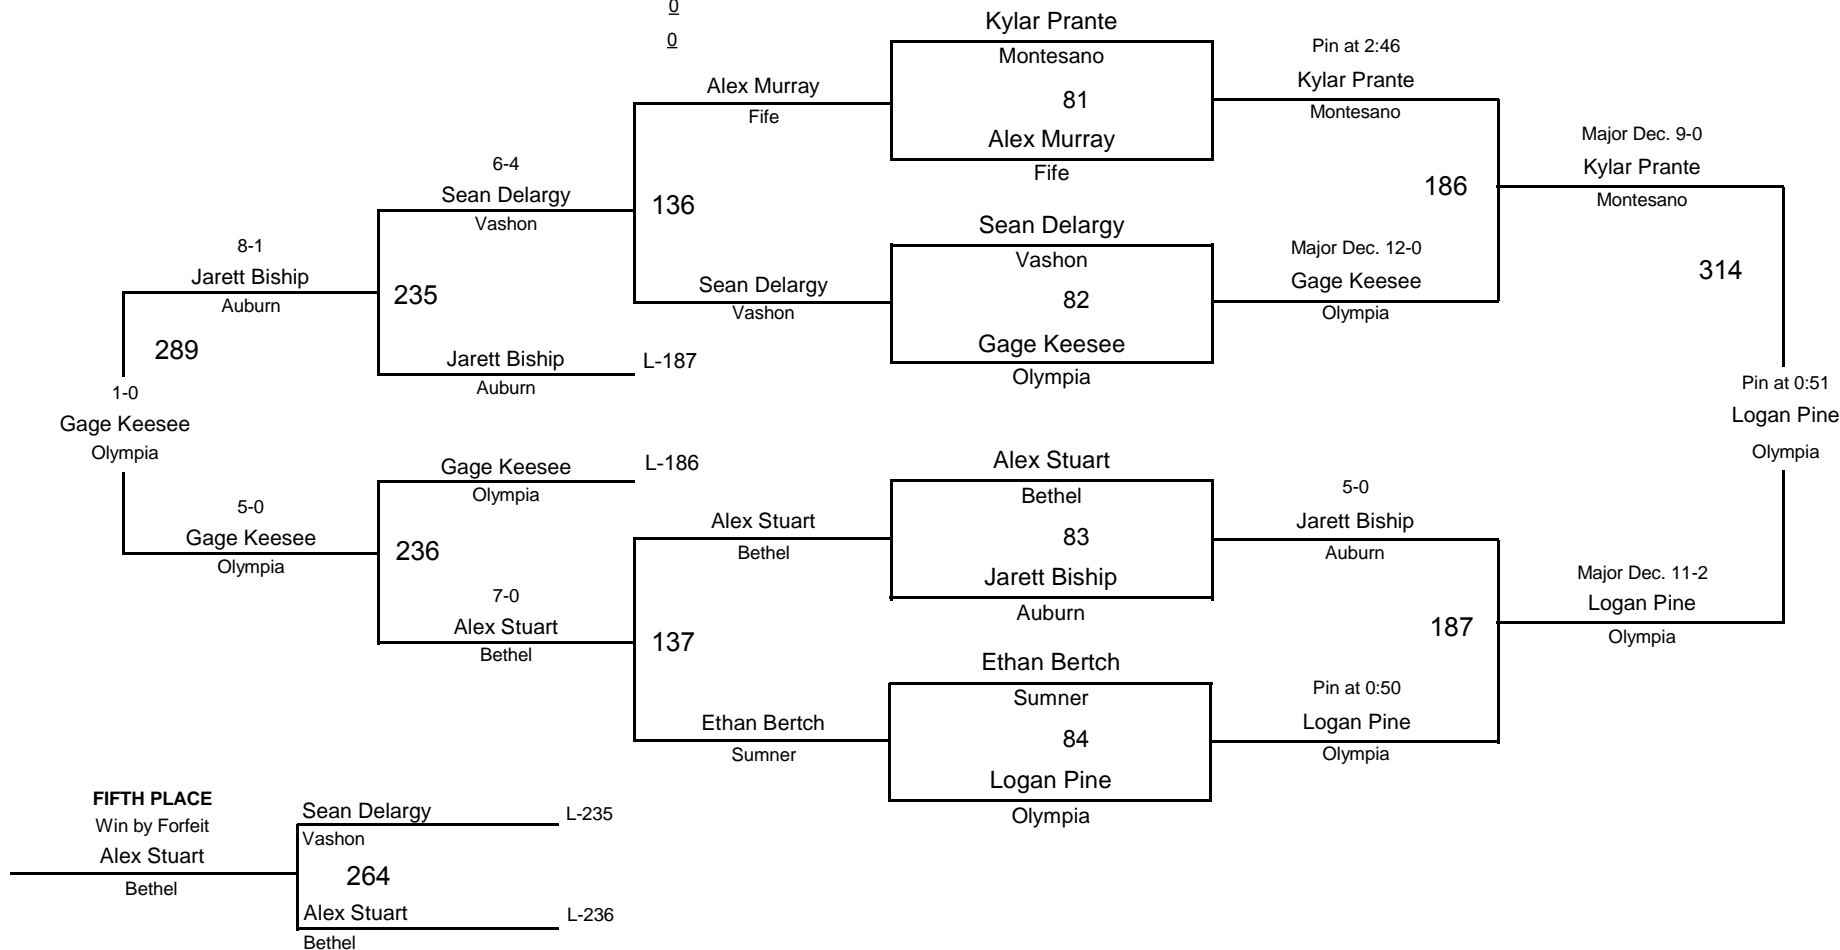 0
0
Kylar Prante
Montesano
81
Alex Murray
Fife
Pin at 2:46
Kylar Prante
Montesano
Alex Murray
Fife
6-4
Sean Delargy
Vashon
136
186
Major Dec. 9-0
Kylar Prante
Montesano
8-1
Jarett Biship
Auburn
235
Sean Delargy
Vashon
Sean Delargy
Vashon
82
Gage Keesee
Olympia
Major Dec. 12-0
Gage Keesee
Olympia
314
289
Jarett Biship
Auburn
L-187
1-0
Gage Keesee
Olympia
Pin at 0:51
Logan Pine
Olympia
Gage Keesee
Olympia
L-186
5-0
Gage Keesee
Olympia
236
7-0
Alex Stuart
Bethel
137
Alex Stuart
Bethel
Alex Stuart
Bethel
83
Jarett Biship
Auburn
5-0
Jarett Biship
Auburn
187
Major Dec. 11-2
Logan Pine
Olympia
Ethan Bertch
Sumner
Ethan Bertch
Sumner
84
Logan Pine
Olympia
Pin at 0:50
Logan Pine
Olympia
FIFTH PLACE
Win by Forfeit
Alex Stuart
Bethel
Sean Delargy
Vashon
L-235
264
Alex Stuart
Bethel
L-236